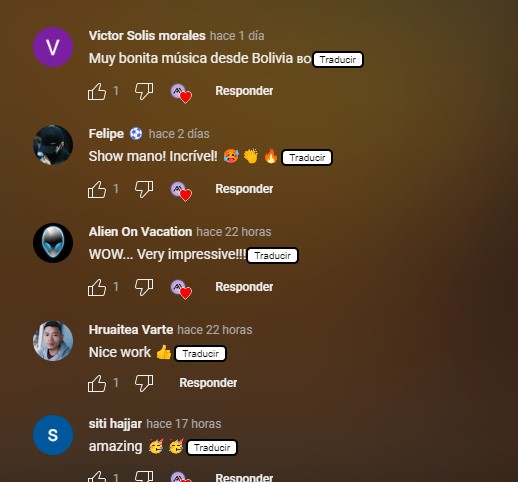 V
Victor Solis morales hace 1 día
Muy bonita música desde Bolivia BO Traducir
1 Responder
Felipe ⚽ hace 2 días
Show mano! Incrível! 🥵 👏 🔥 Traducir
1 Responder
Alien On Vacation hace 22 horas
WOW... Very impressive!!! Traducir
1 Responder
Hruaitea Varte hace 22 horas
Nice work 👍 Traducir
1 Responder
S
siti hajjar hace 17 horas
amazing 🥳 🥳 Traducir
1 Responder